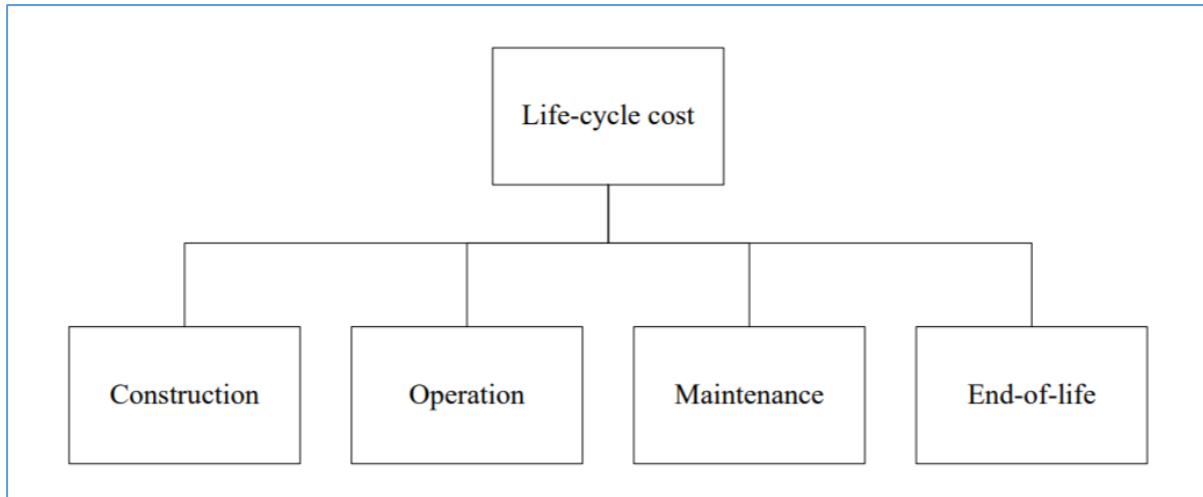 Life-cycle cost
Construction
Operation
Maintenance
End-of-life